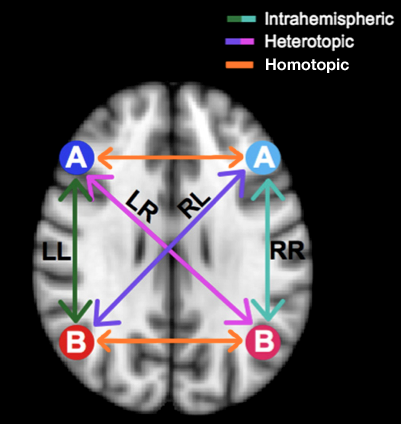 Intrahemispheric
Heterotopic
Homotopic
A A
LR RL
LL RR
B B